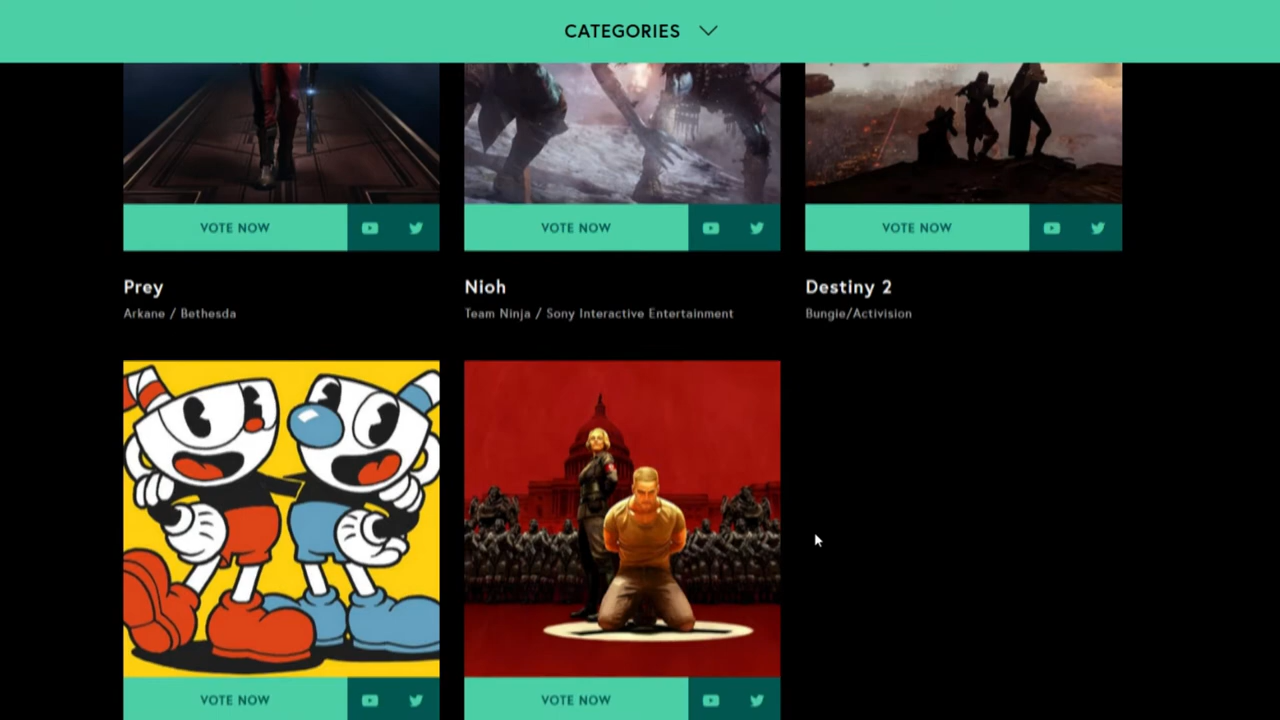 CATEGORIES
VOTE NOW
VOTE NOW
VOTE NOW
Prey
Nioh
Destiny 2
Arkane / Bethesda
Team Ninja / Sony Interactive Entertainment
Bungie/Activision
VOTE NOW
VOTE NOW